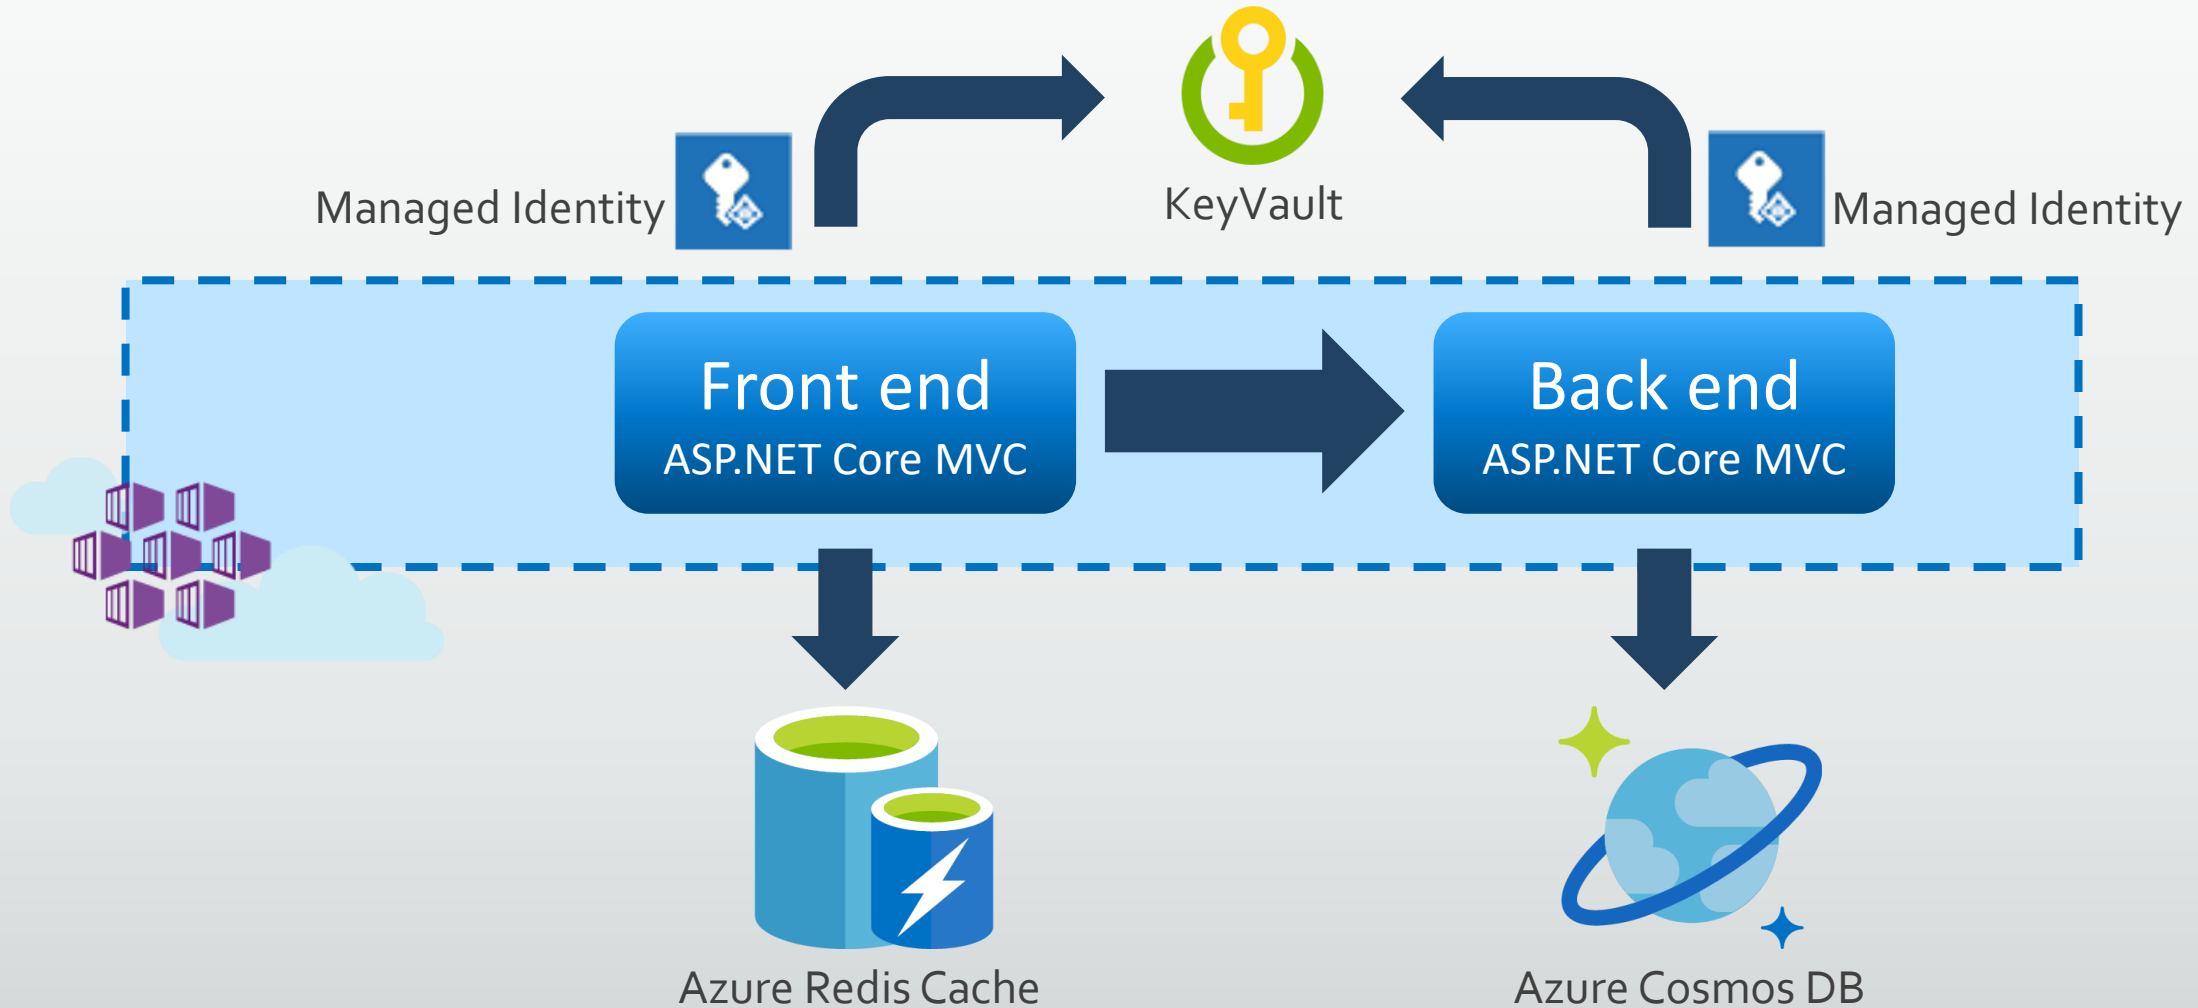 KeyVault
Managed Identity
Managed Identity
Front end
ASP.NET Core MVC
Back end
ASP.NET Core MVC
Azure Redis Cache
Azure Cosmos DB